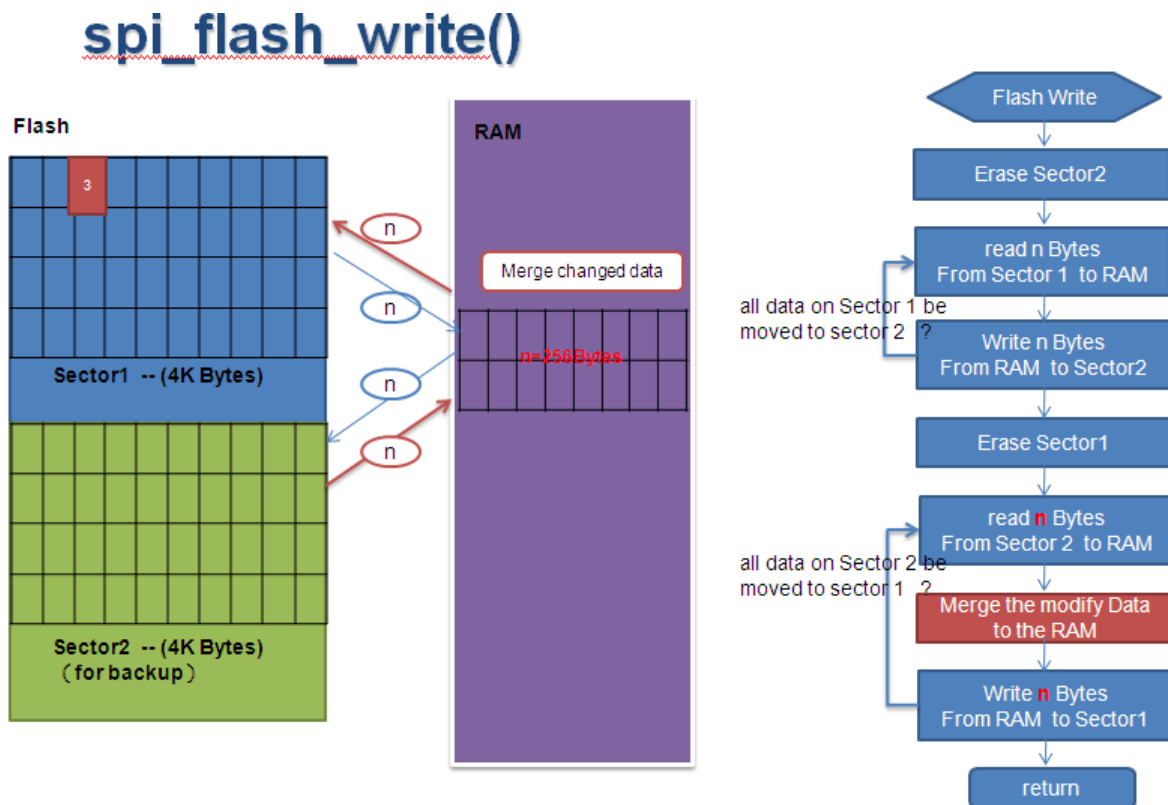 spi_flash_write()
Flash
3
Sector1 -- (4K Bytes)
Sector2 -- (4K Bytes)
（for backup）
n
n
n
n
RAM
Merge changed data
n=256Bytes
Flash Write
Erase Sector2
read n Bytes
From Sector 1 to RAM
all data on Sector 1 be
moved to sector 2 ?
Write n Bytes
From RAM to Sector2
Erase Sector1
read n Bytes
From Sector 2 to RAM
all data on Sector 2 be
moved to sector 1 ?
Merge the modify Data
to the RAM
Write n Bytes
From RAM to Sector1
return